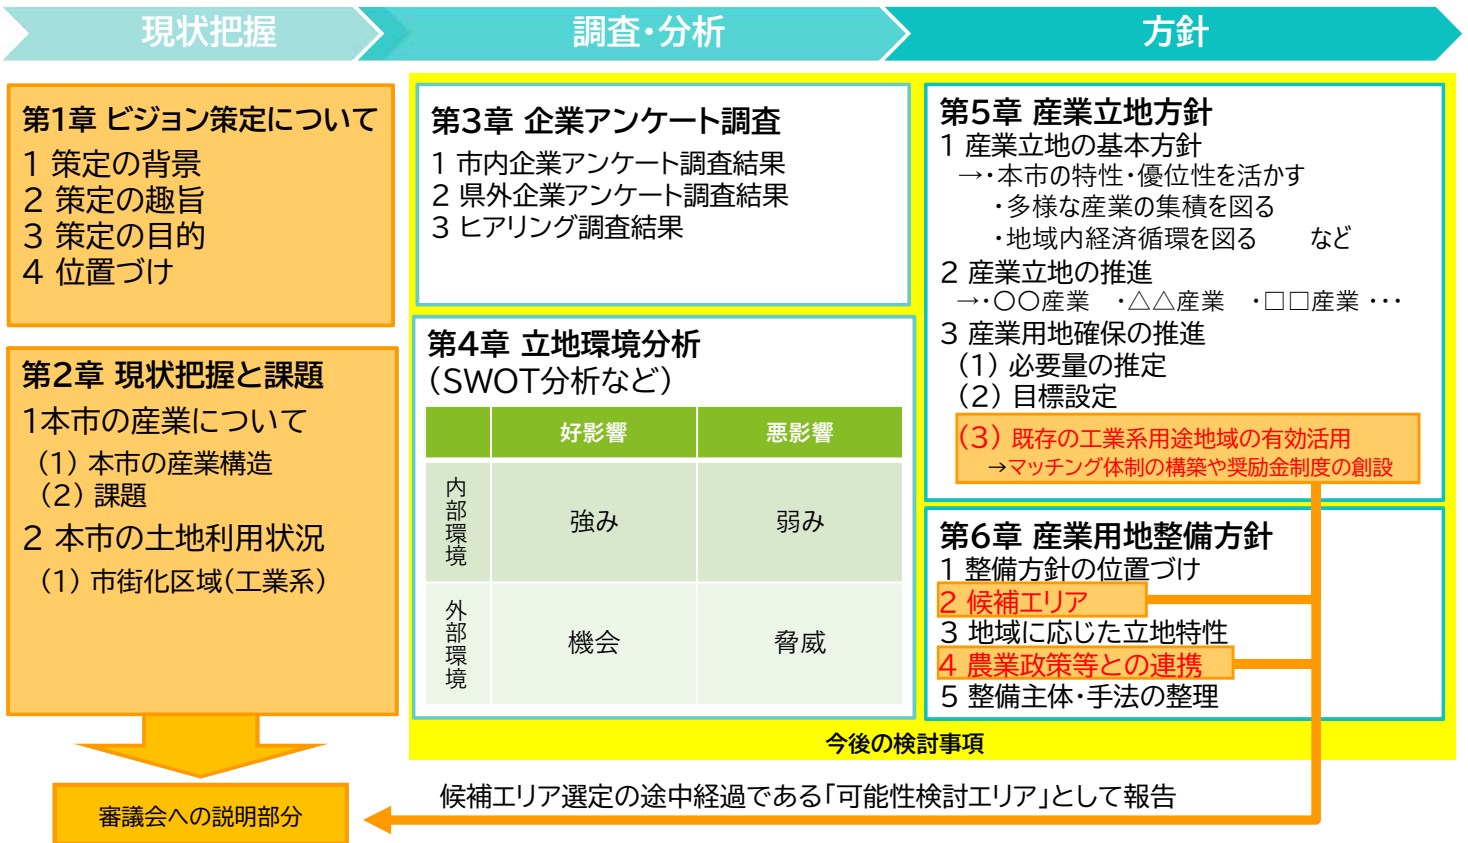 現状把握
調査・分析
方針
第1章 ビジョン策定について
1 策定の背景
2 策定の趣旨
3 策定の目的
4 位置づけ
第2章 現状把握と課題
1本市の産業について
(1) 本市の産業構造
(2) 課題
2 本市の土地利用状況
(1) 市街化区域(工業系)
審議会への説明部分
第3章 企業アンケート調査
1 市内企業アンケート調査結果
2 県外企業アンケート調査結果
3 ヒアリング調査結果
第4章 立地環境分析
(SWOT分析など)
好影響 悪影響
内部環境 強み 弱み
外部環境 機会 脅威
第5章 産業立地方針
1 産業立地の基本方針
→・本市の特性・優位性を活かす
・多様な産業の集積を図る
・地域内経済循環を図る など
2 産業立地の推進
→・〇〇産業 ・△△産業 ・□□産業 ・・・
3 産業用地確保の推進
(1) 必要量の推定
(2) 目標設定
(3) 既存の工業系用途地域の有効活用
→マッチング体制の構築や奨励金制度の創設
第6章 産業用地整備方針
1 整備方針の位置づけ
2 候補エリア
3 地域に応じた立地特性
4 農業政策等との連携
5 整備主体・手法の整理
今後の検討事項
候補エリア選定の途中経過である「可能性検討エリア」として報告